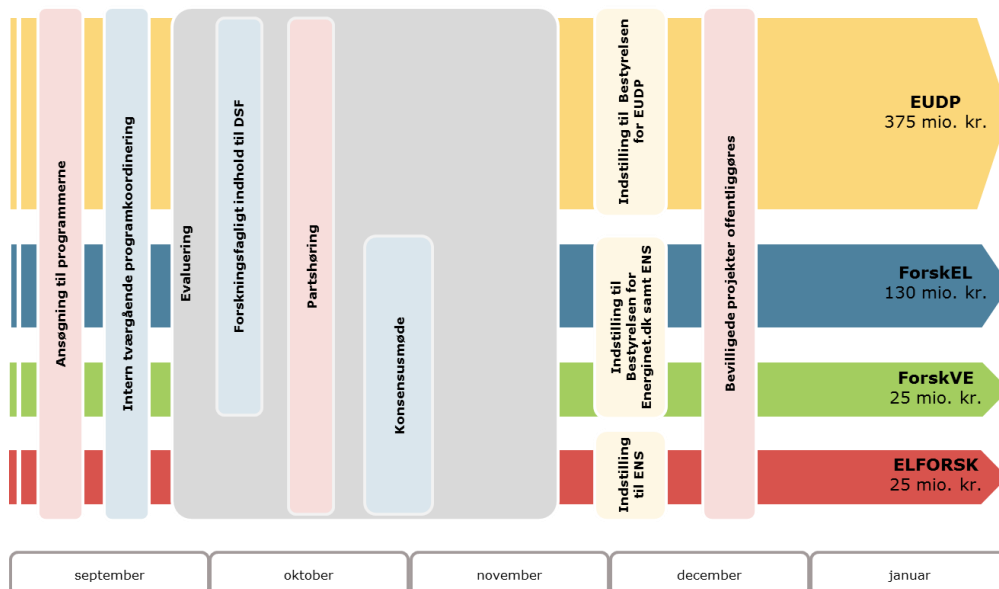 Ansøgning til programmerne
Intern tværgående programkoordinering
Evaluering
Forskningsfagligt indhold til DSF
Partshøring
Konsensusmøde
Indstilling til Bestyrelsen
for EUDP
Indstilling til
Bestyrelsen for
Energinet.dk samt ENS
Indstilling
til ENS
Bevilligede projekter offentliggøres
EUDP
375 mio. kr.
ForskEL
130 mio. kr.
ForskVE
25 mio. kr.
ELFORSK
25 mio. kr.
september
oktober
november
december
januar